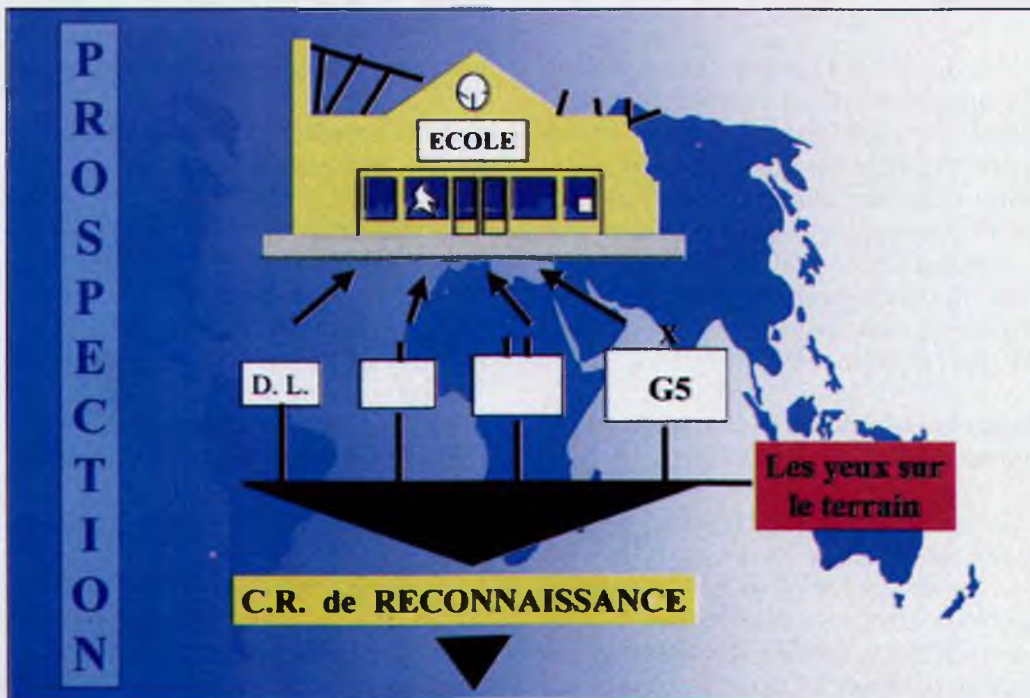 PROSPECTION
ECOLE
X
D. L.
G5
Les yeux sur
le terrain
C.R. de RECONNAISSANCE